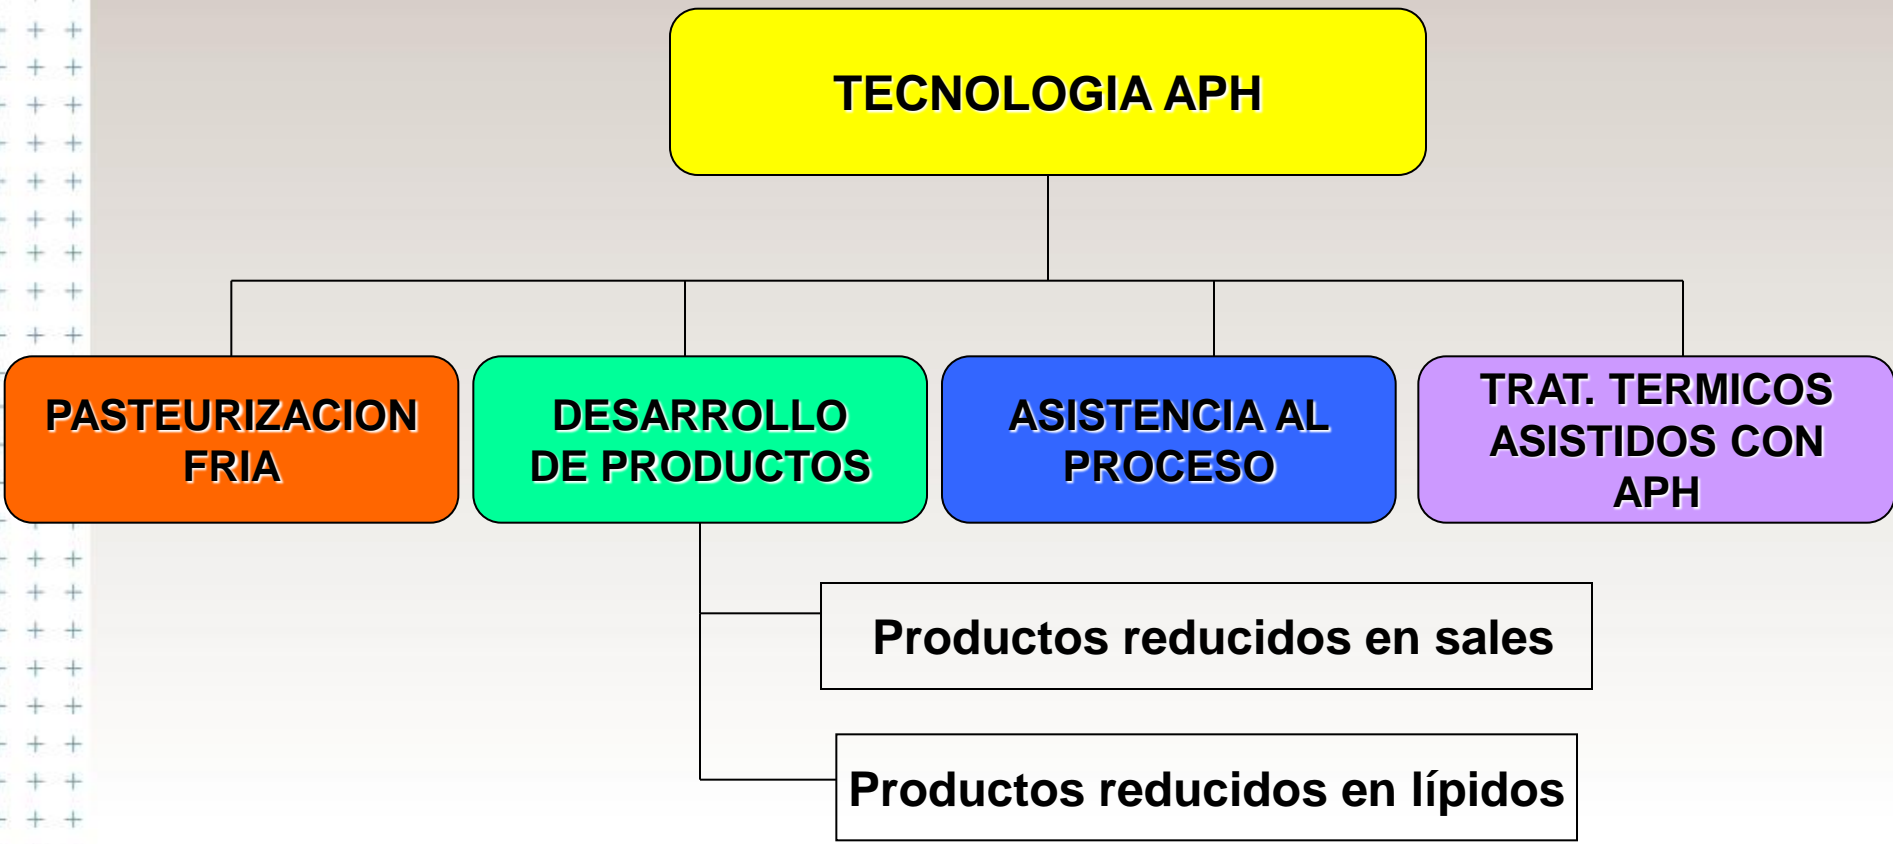 TECNOLOGIA APH
PASTEURIZACION
FRIA
DESARROLLO
DE PRODUCTOS
ASISTENCIA AL
PROCESO
TRAT. TERMICOS
ASISTIDOS CON
APH
Productos reducidos en sales
Productos reducidos en lípidos